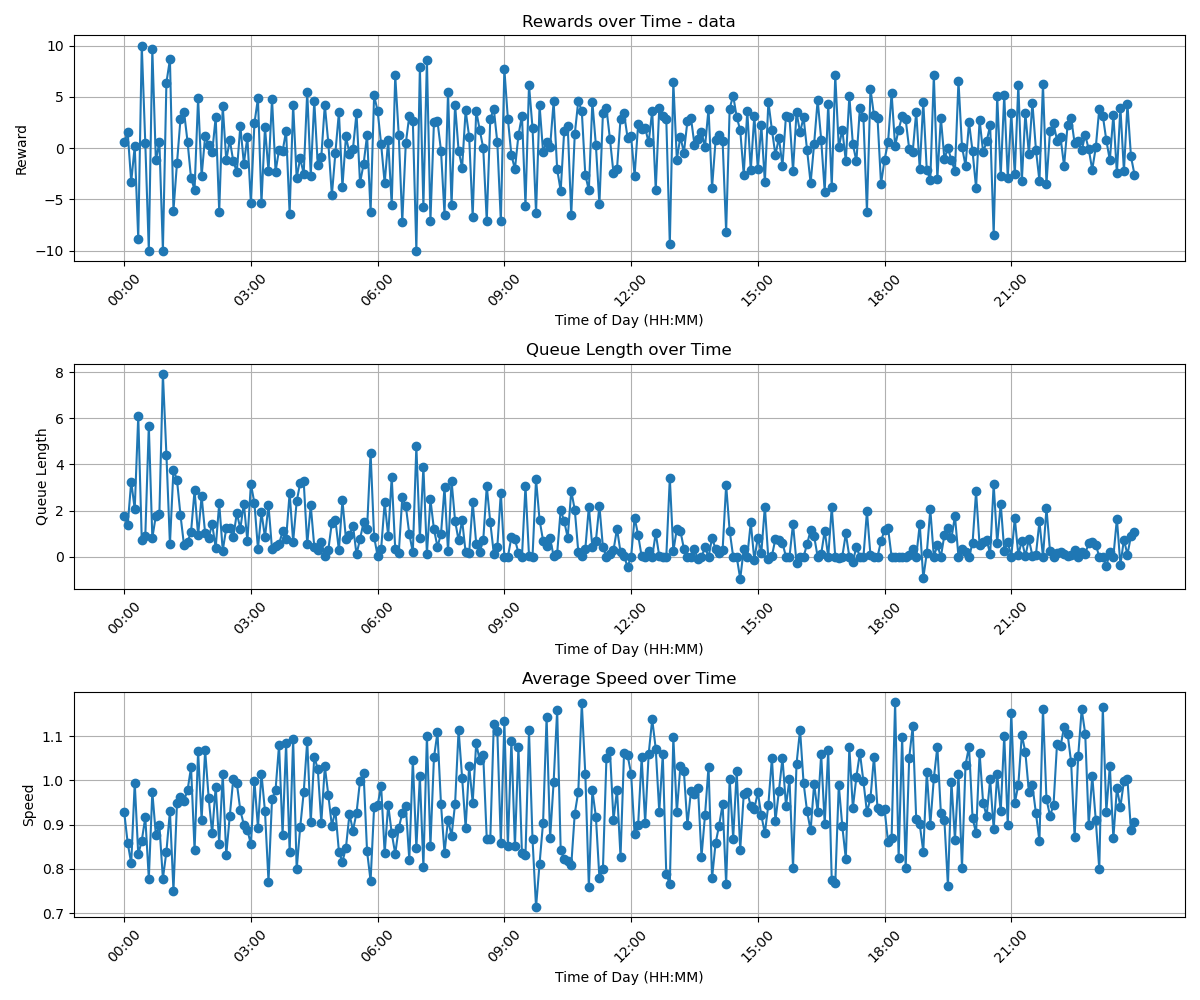 Rewards over Time - data
10
5
0
−5
−10
Reward
00:00 03:00 06:00 09:00 12:00 15:00 18:00 21:00
Time of Day (HH:MM)
Queue Length over Time
8
6
4
2
0
Queue Length
00:00 03:00 06:00 09:00 12:00 15:00 18:00 21:00
Time of Day (HH:MM)
Average Speed over Time
1.1
1.0
0.9
0.8
0.7
Speed
00:00 03:00 06:00 09:00 12:00 15:00 18:00 21:00
Time of Day (HH:MM)